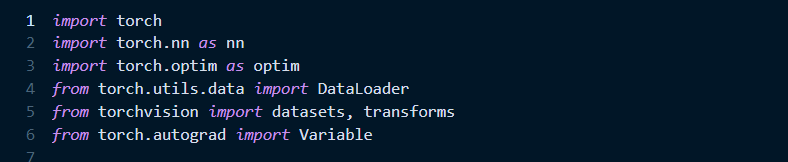 1 import torch
2 import torch.nn as nn
3 import torch.optim as optim
4 from torch.utils.data import DataLoader
5 from torchvision import datasets, transforms
6 from torch.autograd import Variable
7